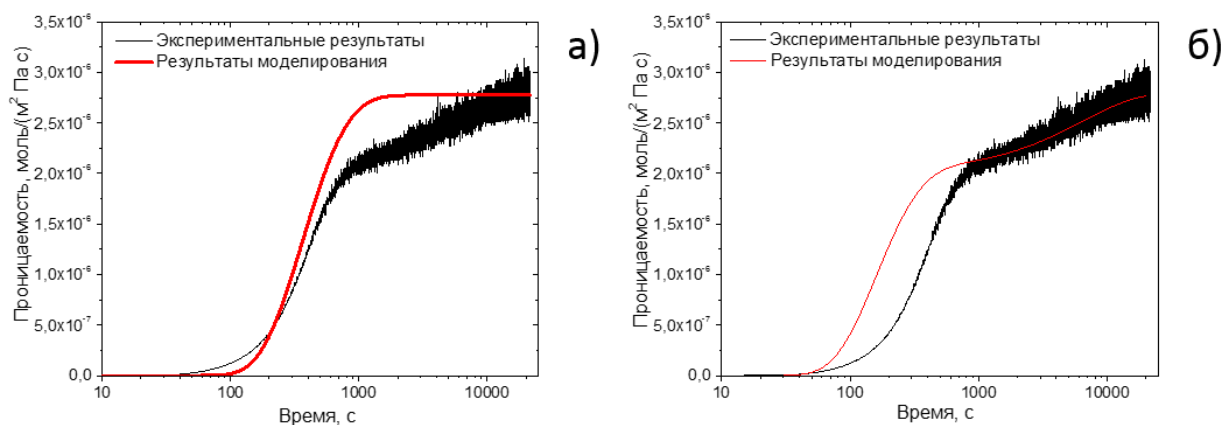 Проницаемость, моль/(м² Па с)
3,5x10⁻⁶
3,0x10⁻⁶
2,5x10⁻⁶
2,0x10⁻⁶
1,5x10⁻⁶
1,0x10⁻⁶
5,0x10⁻⁷
0,0
Экспериментальные результаты
Результаты моделирования
10 100 1000 10000
Время, с
а)
Проницаемость, моль/(м² Па с)
3,5x10⁻⁶
3,0x10⁻⁶
2,5x10⁻⁶
2,0x10⁻⁶
1,5x10⁻⁶
1,0x10⁻⁶
5,0x10⁻⁷
0,0
Экспериментальные результаты
Результаты моделирования
10 100 1000 10000
Время, с
б)